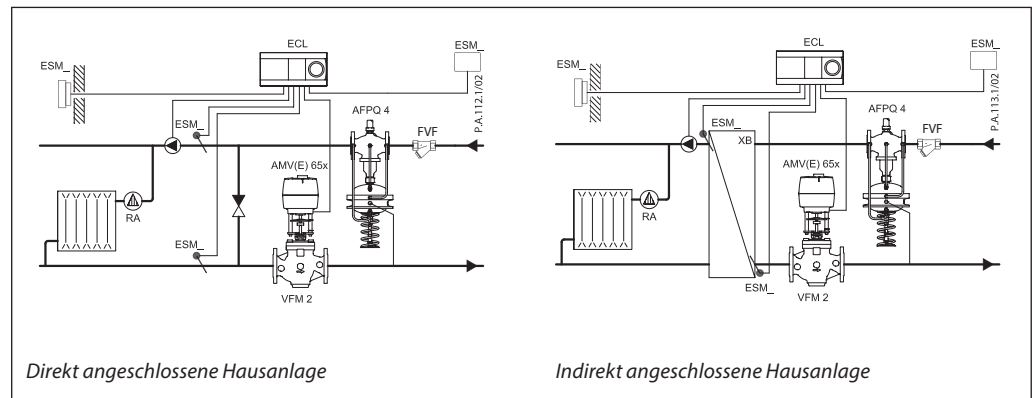 ECL
ESM_
ESM_
P.A.112.1/02
ESM_
AFPQ 4
FVF
AMV(E) 65x
RA
ESM_
VFM 2
Direkt angeschlossene Hausanlage
ECL
ESM_
ESM_
P.A.113.1/02
ESM_
AFPQ 4
FVF
XB
AMV(E) 65x
RA
ESM_
VFM 2
Indirekt angeschlossene Hausanlage